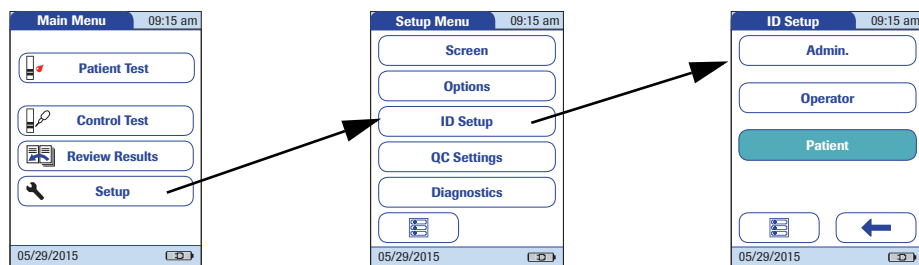 Main Menu 09:15 am
Patient Test
Control Test
Review Results
Setup
05/29/2015
Setup Menu 09:15 am
Screen
Options
ID Setup
QC Settings
Diagnostics
05/29/2015
ID Setup 09:15 am
Admin.
Operator
Patient
05/29/2015